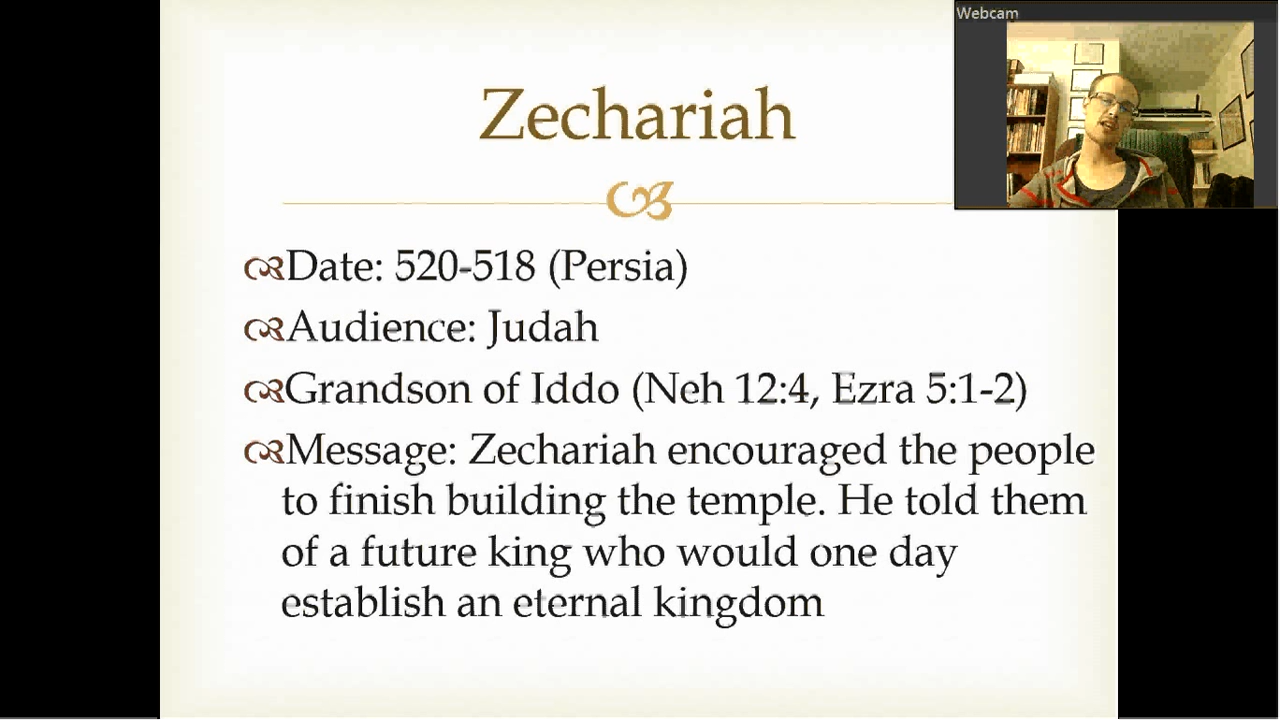 Webcam
Zechariah
Date: 520-518 (Persia)
Audience: Judah
Grandson of Iddo (Neh 12:4, Ezra 5:1-2)
Message: Zechariah encouraged the people
to finish building the temple. He told them
of a future king who would one day
establish an eternal kingdom